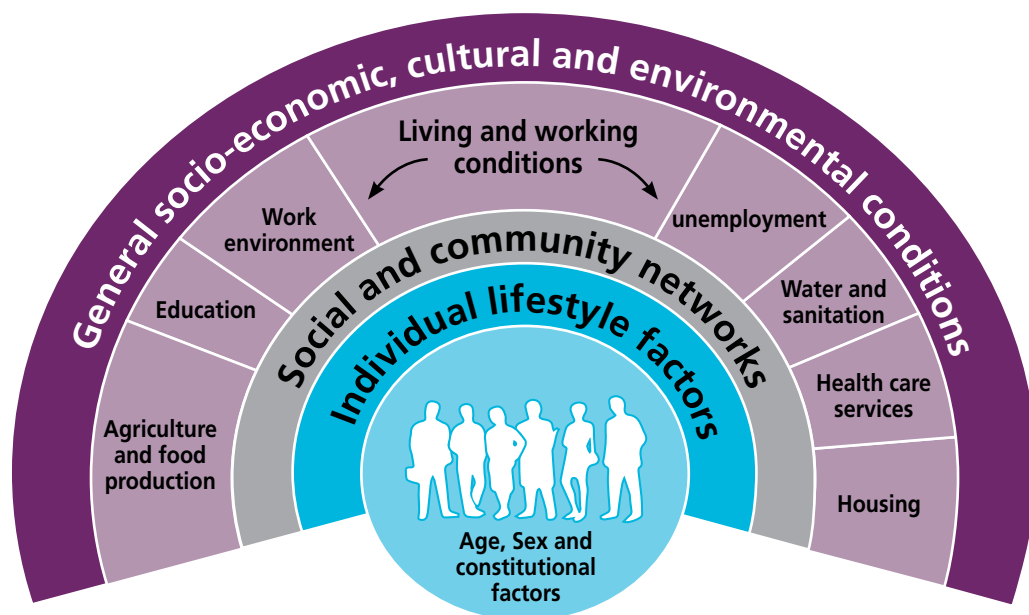 General socio-economic, cultural and environmental conditions
Living and working
conditions
Agriculture
and food
production
Education
Work
environment
unemployment
Water and
sanitation
Health care
services
Housing
Social and community networks
Individual lifestyle factors
Age, Sex and
constitutional
factors